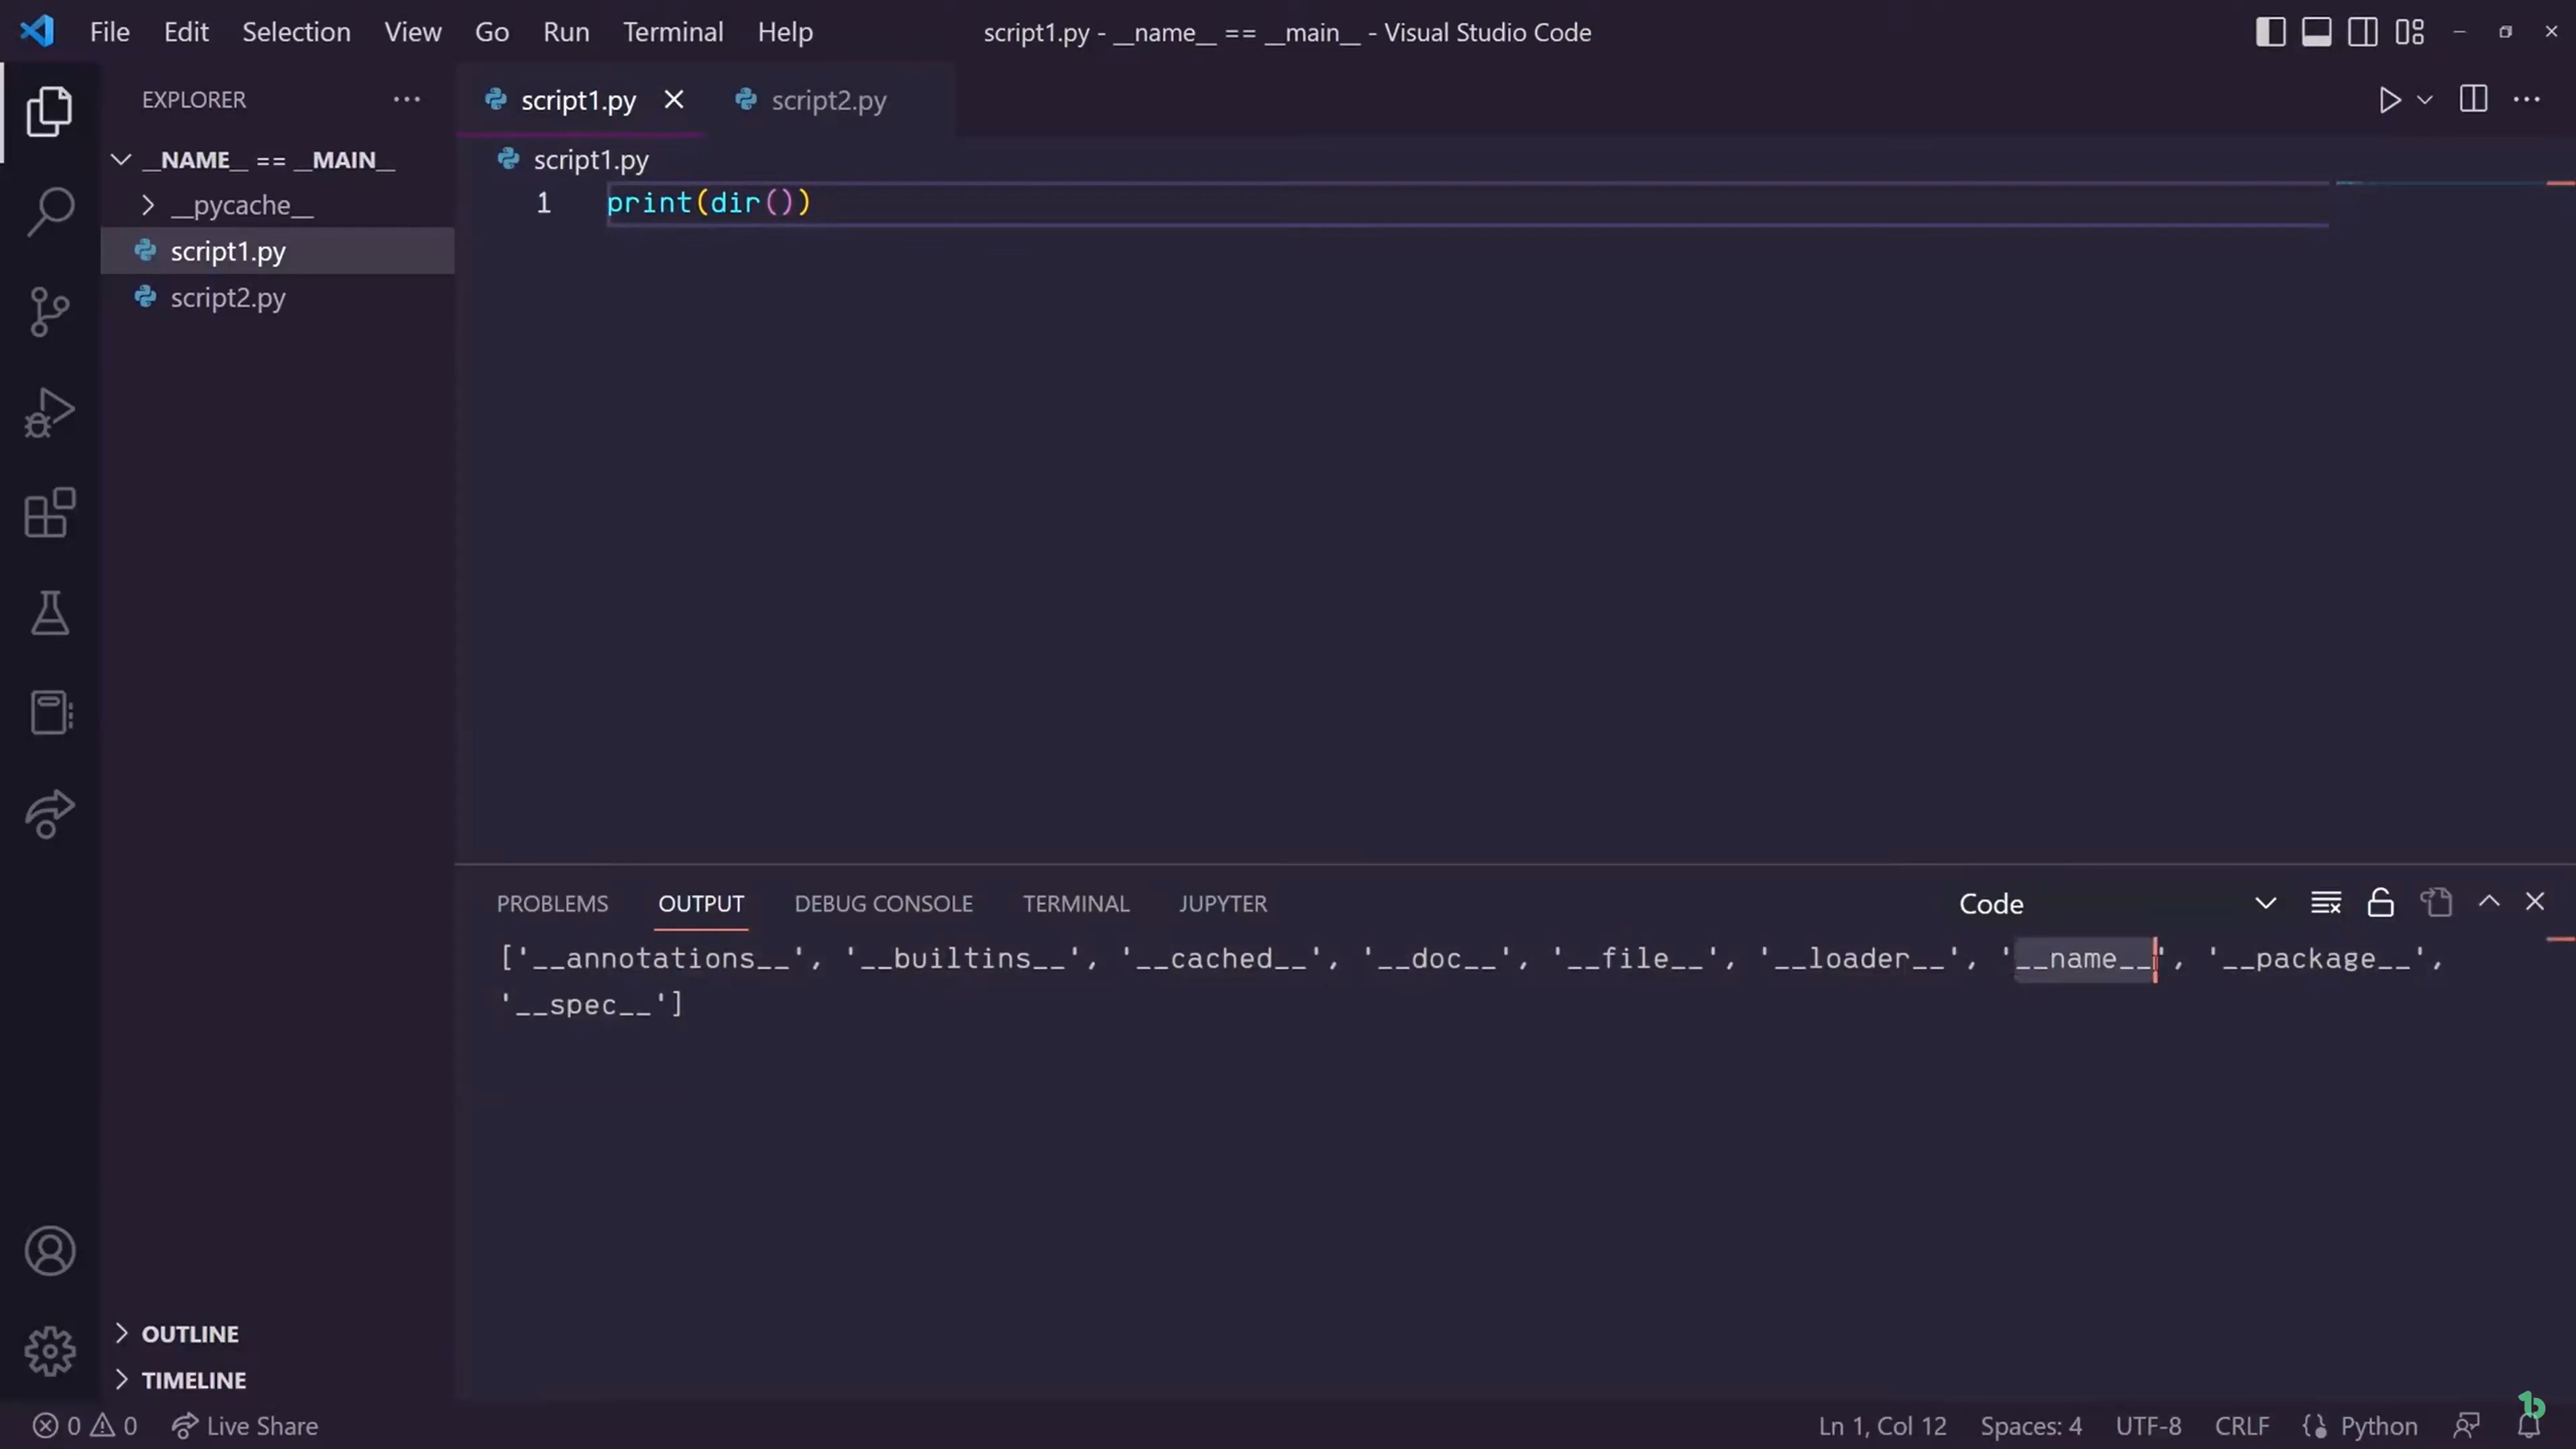 File Edit Selection View Go Run Terminal Help script1.py - __name__ == __main__ - Visual Studio Code
EXPLORER
__NAME__ == __MAIN__
__pycache__
script1.py
script2.py
OUTLINE
TIMELINE
script1.py script2.py
script1.py
1 print(dir())
PROBLEMS OUTPUT DEBUG CONSOLE TERMINAL JUPYTER Code
['__annotations__', '__builtins__', '__cached__', '__doc__', '__file__', '__loader__', '__name__', '__package__',
'__spec__']
0 0 Live Share Ln 1, Col 12 Spaces: 4 UTF-8 CRLF Python